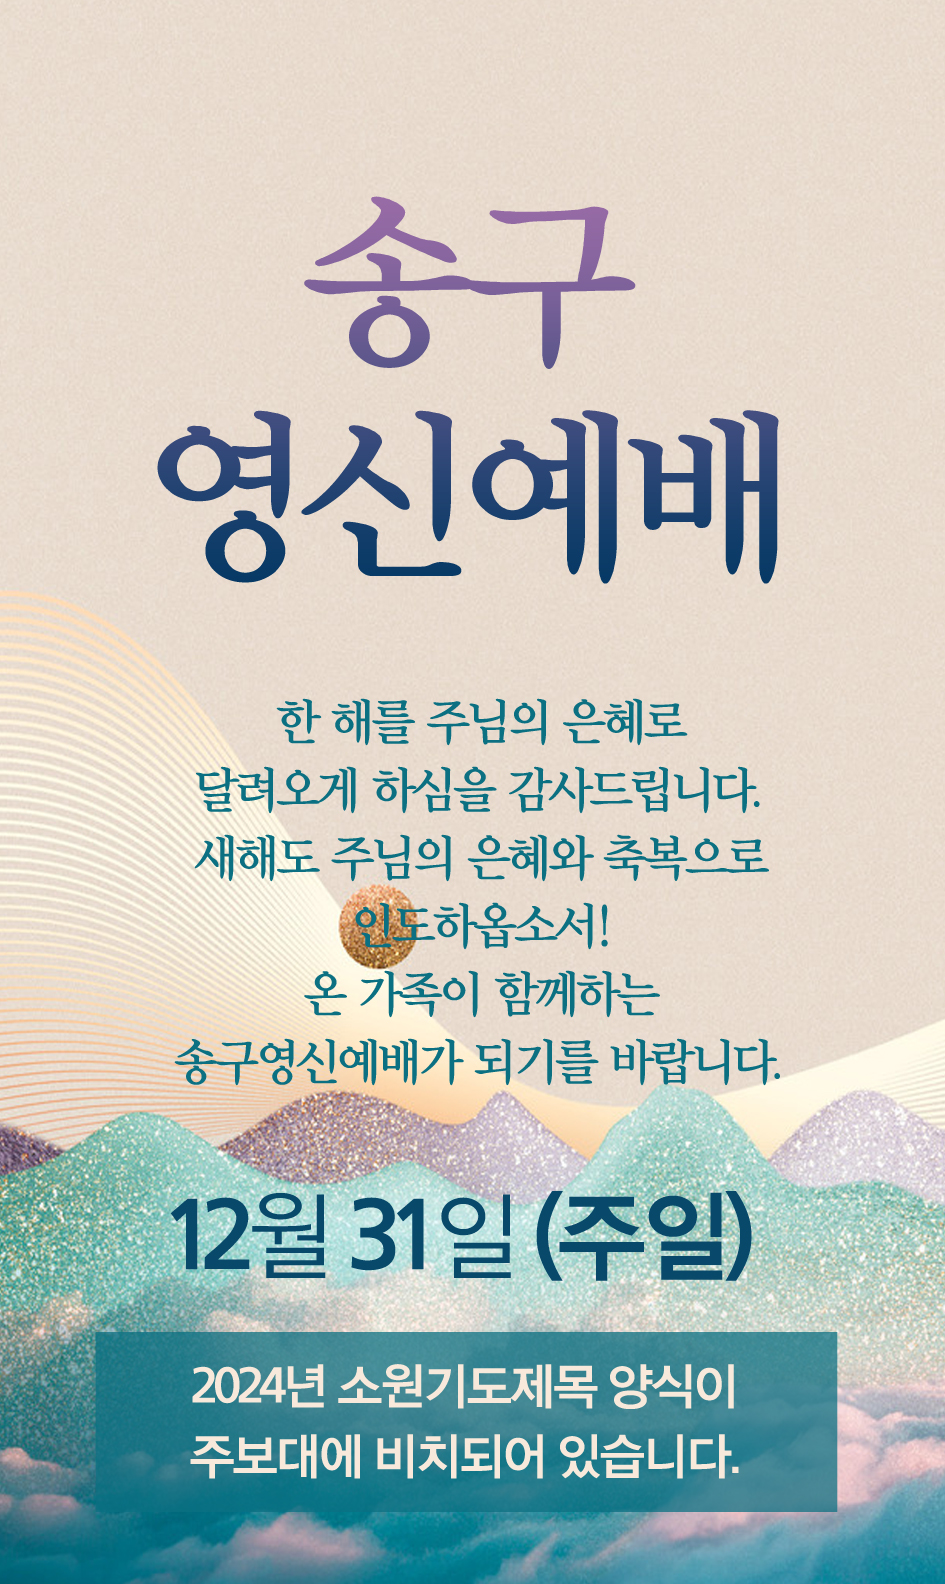 송구
영신예배
한 해를 주님의 은혜로
달려오게 하심을 감사드립니다.
새해도 주님의 은혜와 축복으로
인도하옵소서!
온 가족이 함께하는
송구영신예배가 되기를 바랍니다.
12월 31일 (주일)
2024년 소원기도제목 양식이
주보대에 비치되어 있습니다.